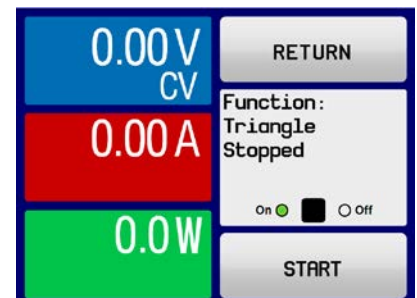 0.00 V
CV
0.00 A
0.0 W
RETURN
Function:
Triangle
Stopped
On Off
START